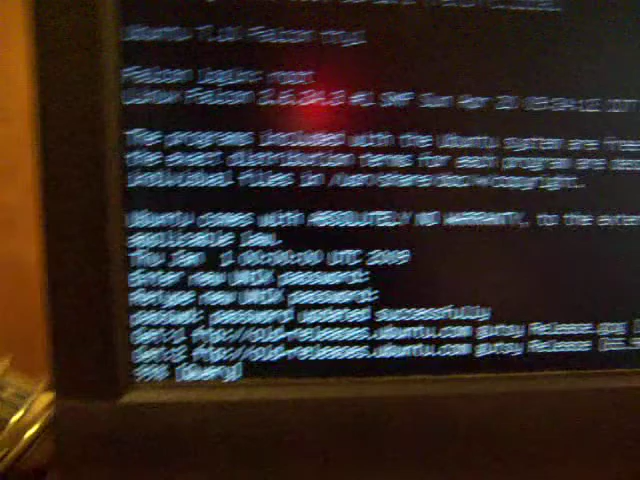 Ubuntu 7.10 Falcon tty1
Falcon login: root
Linux Falcon 2.6.24.3 #1 SMP Sun Apr 20
The programs included with the Ubuntu system are free
the exact distribution terms for each program are
individual files in /usr/share/doc/*/copyright.
Ubuntu comes with ABSOLUTELY NO WARRANTY, to the exten
applicable law.
Thu Jan 1 00:00:00 UTC 2009
Enter new UNIX password:
Retype new UNIX password:
passwd: password updated successfully
Get:1 http://old-releases.ubuntu.com gutsy Release.gpg
Get:2 http://old-releases.ubuntu.com gutsy Release